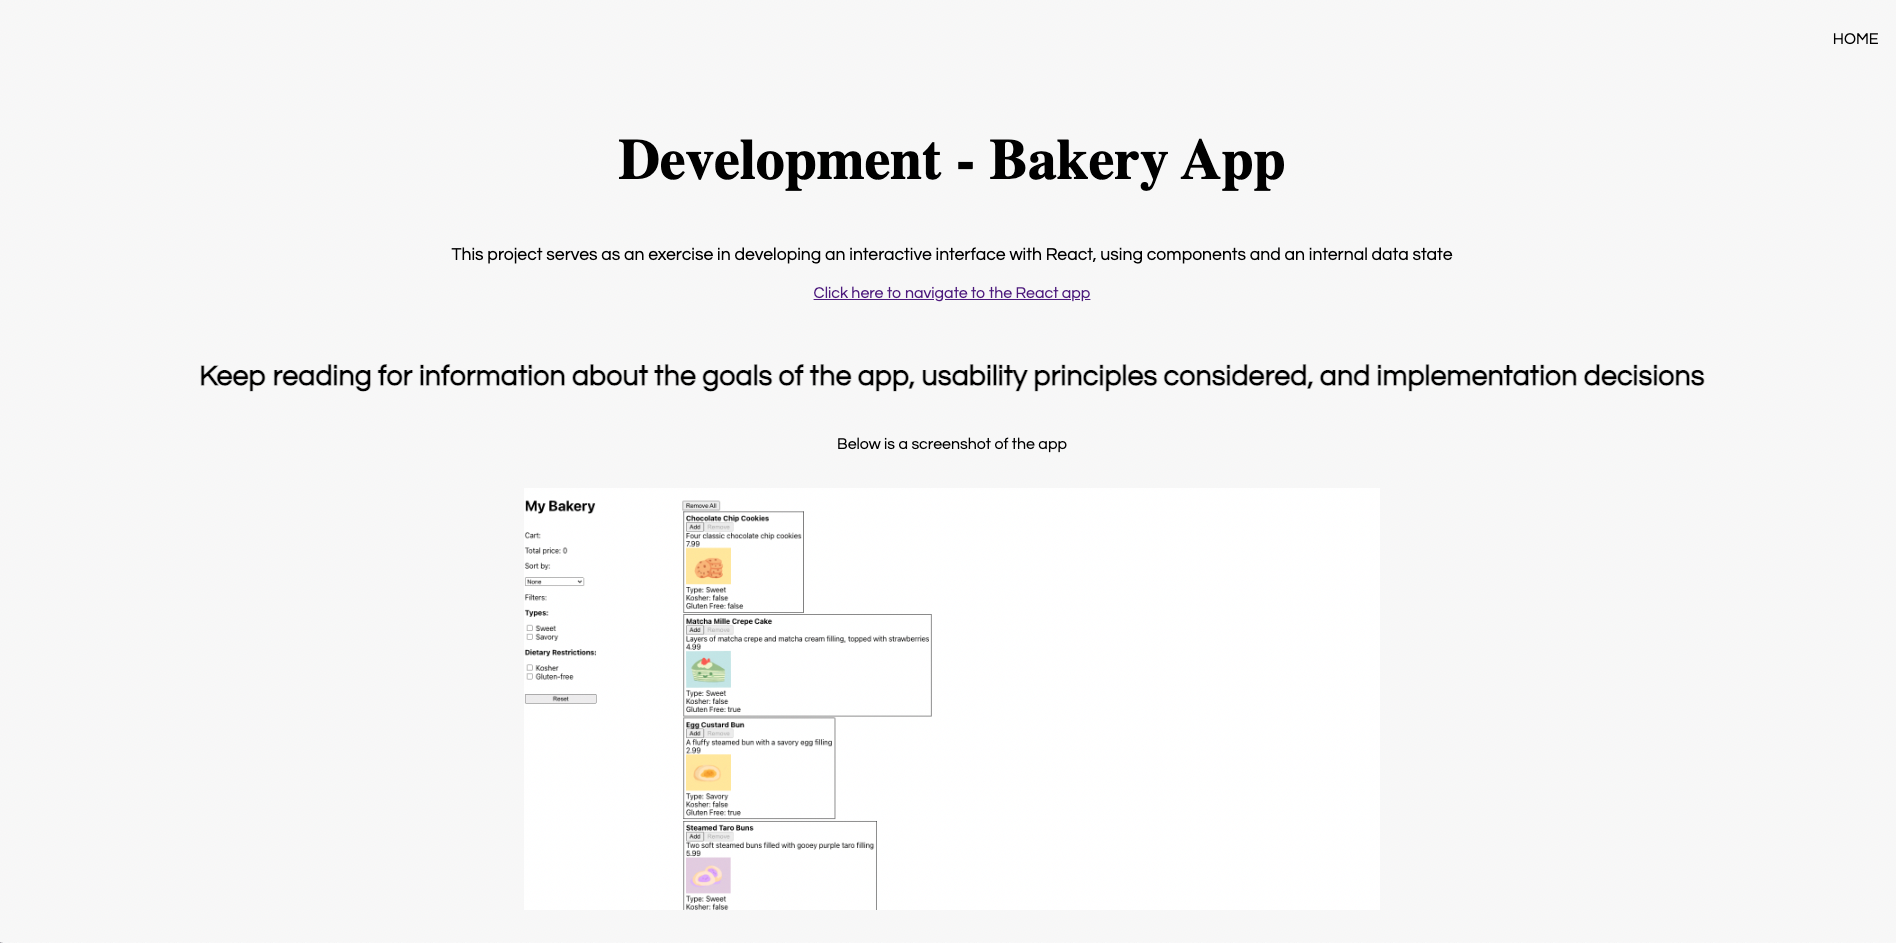 HOME
Development - Bakery App
This project serves as an exercise in developing an interactive interface with React, using components and an internal data state
Click here to navigate to the React app
Keep reading for information about the goals of the app, usability principles considered, and implementation decisions
Below is a screenshot of the app
My Bakery
Cart:
Total price: 0
Sort by:
None
Filters:
Types:
Sweet
Savory
Dietary Restrictions:
Kosher
Gluten-free
Reset
Remove All
Chocolate Chip Cookies
Add Remove
Four classic chocolate chip cookies
7.99
Type: Sweet
Kosher: false
Gluten Free: false
Matcha Mille Crepe Cake
Add Remove
Layers of matcha crepe and matcha cream filling, topped with strawberries
4.99
Type: Sweet
Kosher: false
Gluten Free: true
Egg Custard Bun
Add Remove
A fluffy steamed bun with a savory egg filling
2.99
Type: Savory
Kosher: false
Gluten Free: true
Steamed Taro Buns
Add Remove
Two soft steamed buns filled with gooey purple taro filling
5.99
Type: Sweet
Kosher: false